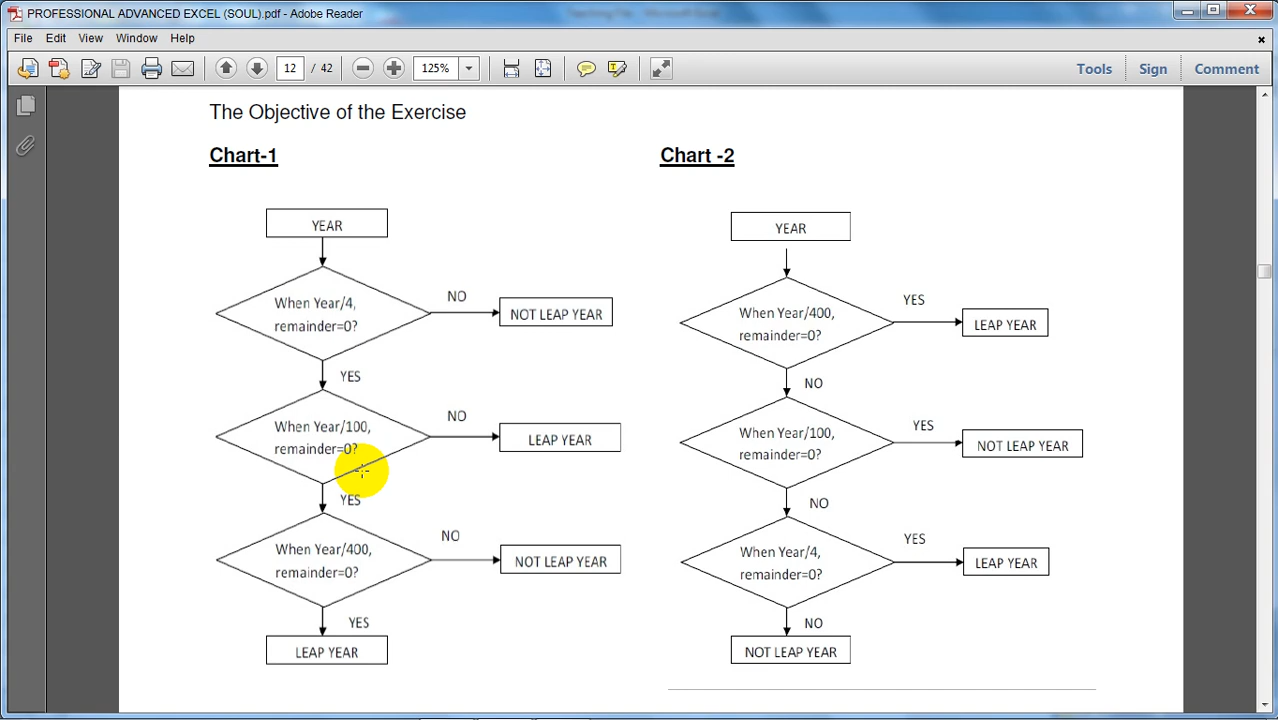 PROFESSIONAL ADVANCED EXCEL (SOUL).pdf - Adobe Reader
File Edit View Window Help
12 / 42 125% Tools Sign Comment
The Objective of the Exercise
Chart-1
YEAR
When Year/4,
remainder=0?
NO
NOT LEAP YEAR
YES
When Year/100,
remainder=0?
NO
LEAP YEAR
YES
When Year/400,
remainder=0?
NO
NOT LEAP YEAR
YES
LEAP YEAR
Chart -2
YEAR
When Year/400,
remainder=0?
YES
LEAP YEAR
NO
When Year/100,
remainder=0?
YES
NOT LEAP YEAR
NO
When Year/4,
remainder=0?
YES
LEAP YEAR
NO
NOT LEAP YEAR